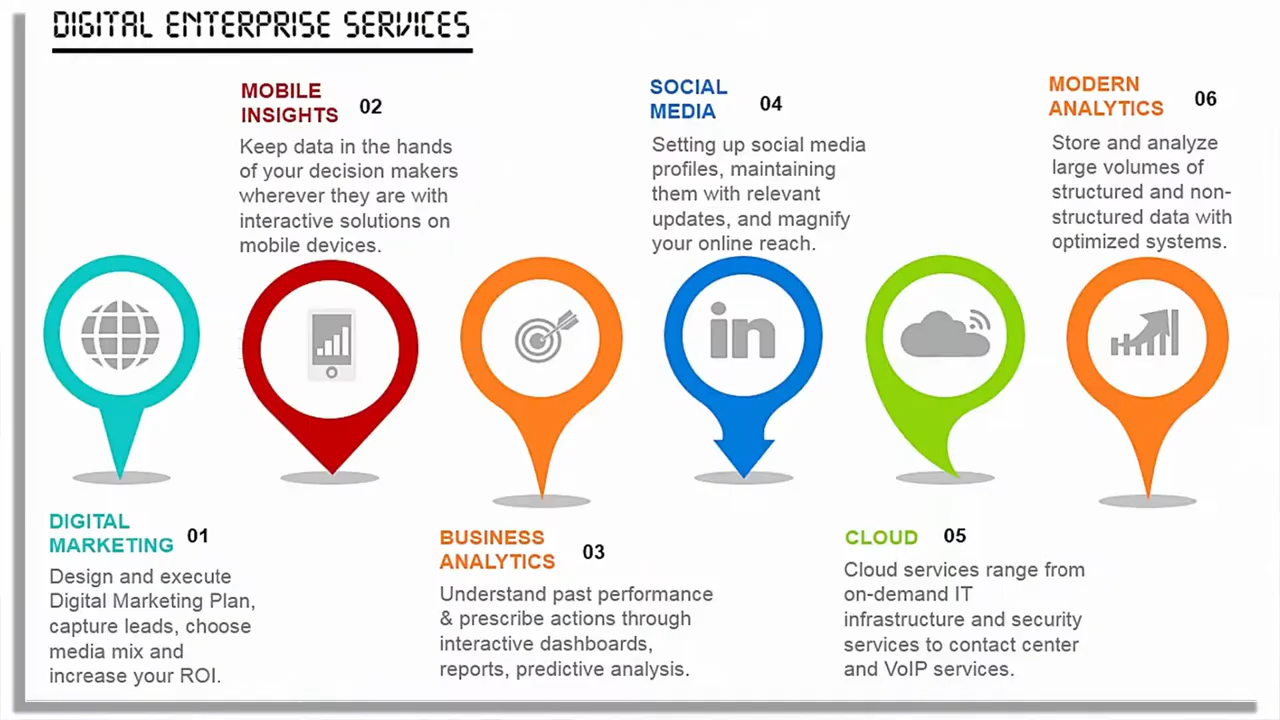 DIGITAL ENTERPRISE SERVICES
MOBILE
INSIGHTS 02
Keep data in the hands
of your decision makers
wherever they are with
interactive solutions on
mobile devices.
SOCIAL
MEDIA 04
Setting up social media
profiles, maintaining
them with relevant
updates, and magnify
your online reach.
MODERN
ANALYTICS 06
Store and analyze
large volumes of
structured and non-
structured data with
optimized systems.
in
DIGITAL
MARKETING 01
Design and execute
Digital Marketing Plan,
capture leads, choose
media mix and
increase your ROI.
BUSINESS
ANALYTICS 03
Understand past performance
& prescribe actions through
interactive dashboards,
reports, predictive analysis.
CLOUD 05
Cloud services range from
on-demand IT
infrastructure and security
services to contact center
and VoIP services.